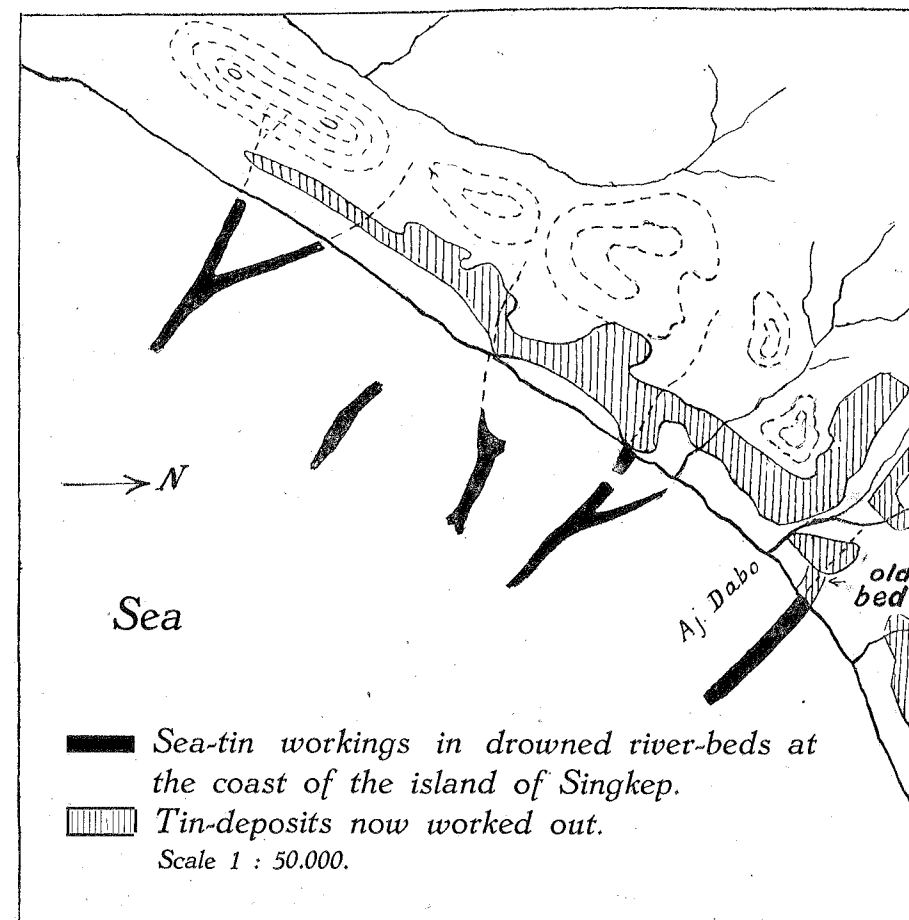 N
Sea
Aj. Dabo
old
bed
Sea-tin workings in drowned river-beds at
the coast of the island of Singkep.
Tin-deposits now worked out.
Scale 1 : 50.000.